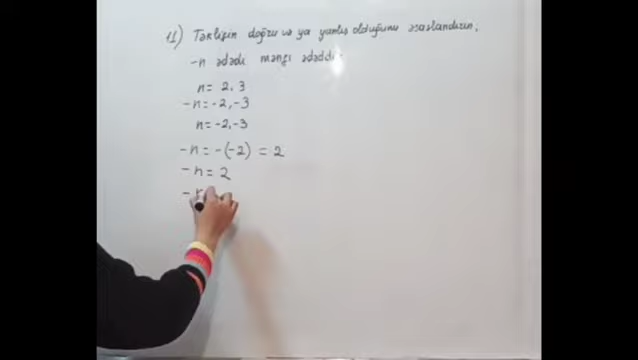 11) Təklifin doğru və ya yanlış olduğunu əsaslandırın.
-n ədədi mənfi ədəddir.
n = 2, 3
-n = -2, -3
n = -2, -3
-n = -(-2) = 2
-n = 2
-